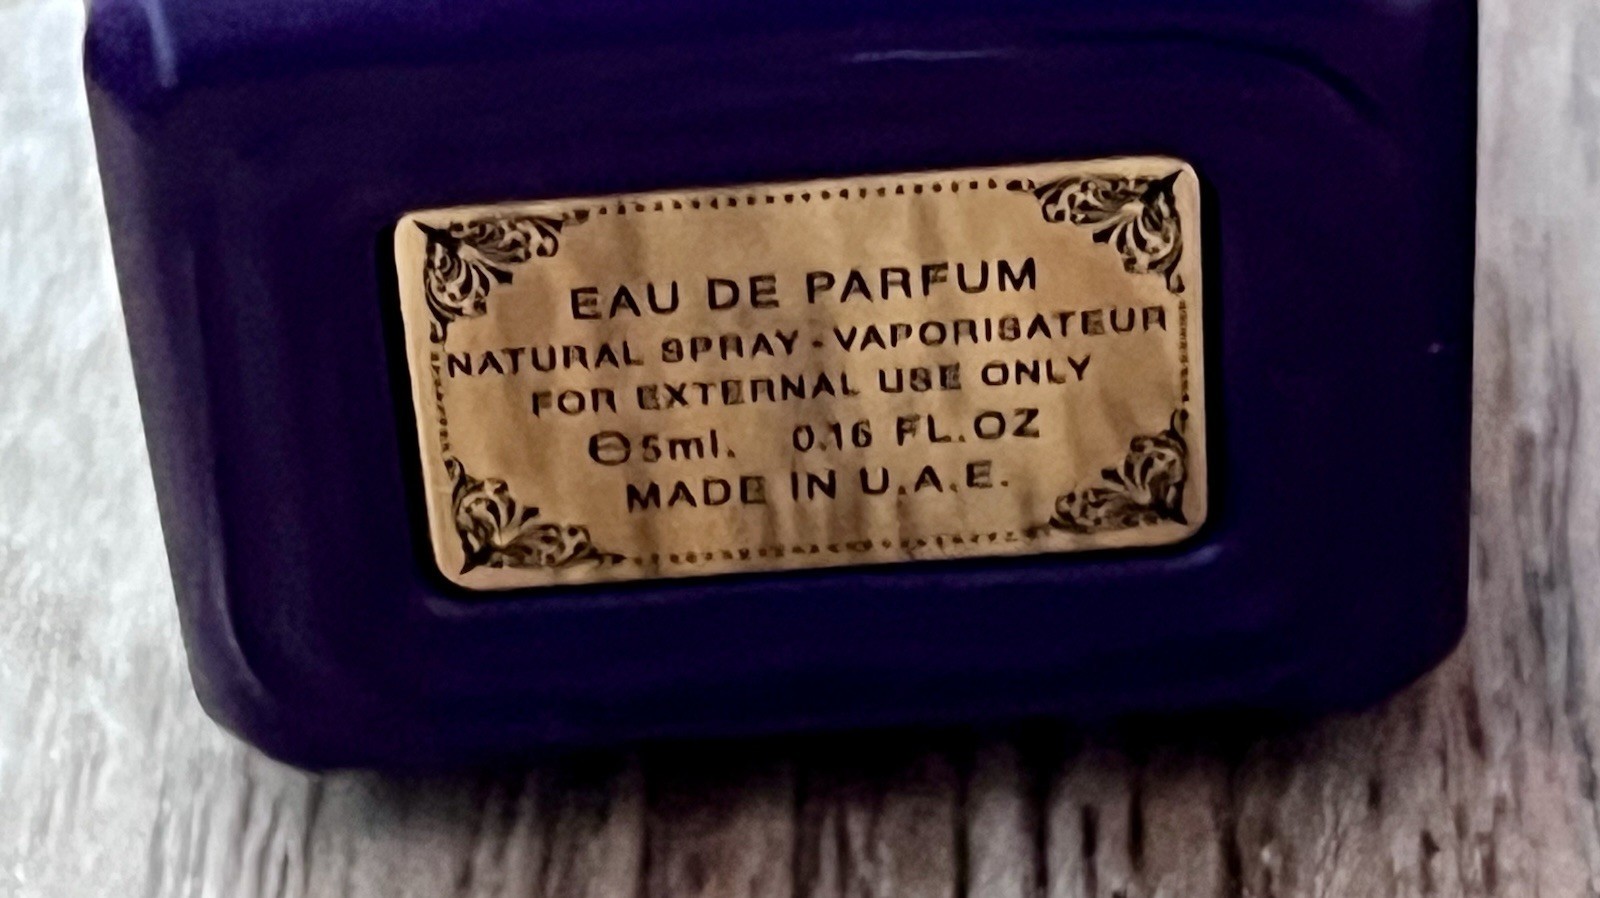 EAU DE PARFUM
NATURAL SPRAY - VAPORISATEUR
FOR EXTERNAL USE ONLY
℮5ml. 0.16 FL.OZ
MADE IN U.A.E.